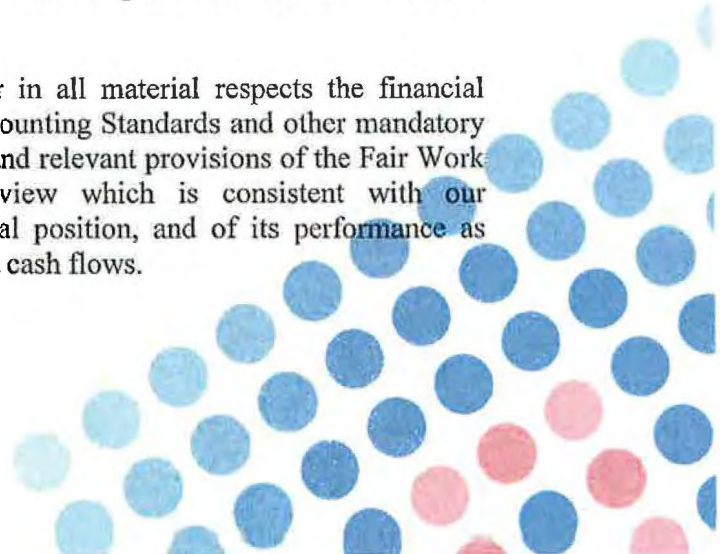 in all material respects the financial
ounting Standards and other mandatory
nd relevant provisions of the Fair Work
view which is consistent with our
al position, and of its performance as
cash flows.